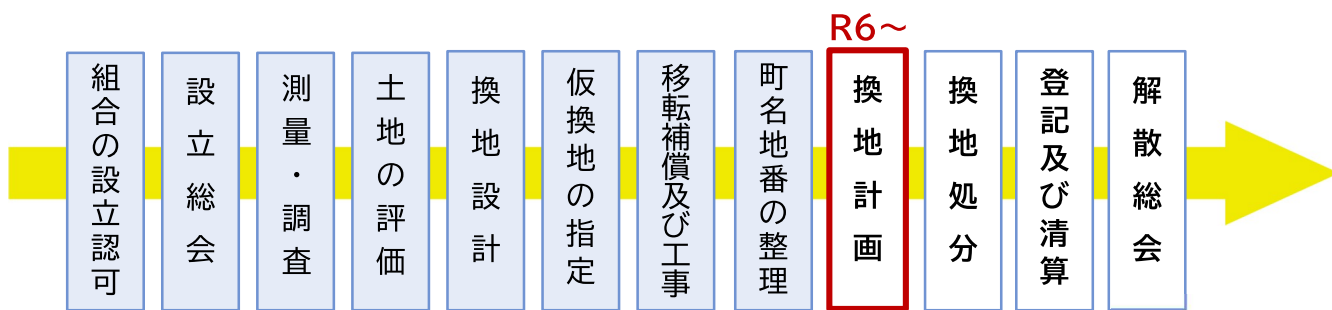 R6～
組合の設立認可
設立総会
測量・調査
土地の評価
換地設計
仮換地の指定
移転補償及び工事
町名地番の整理
換地計画
換地処分
登記及び清算
解散総会